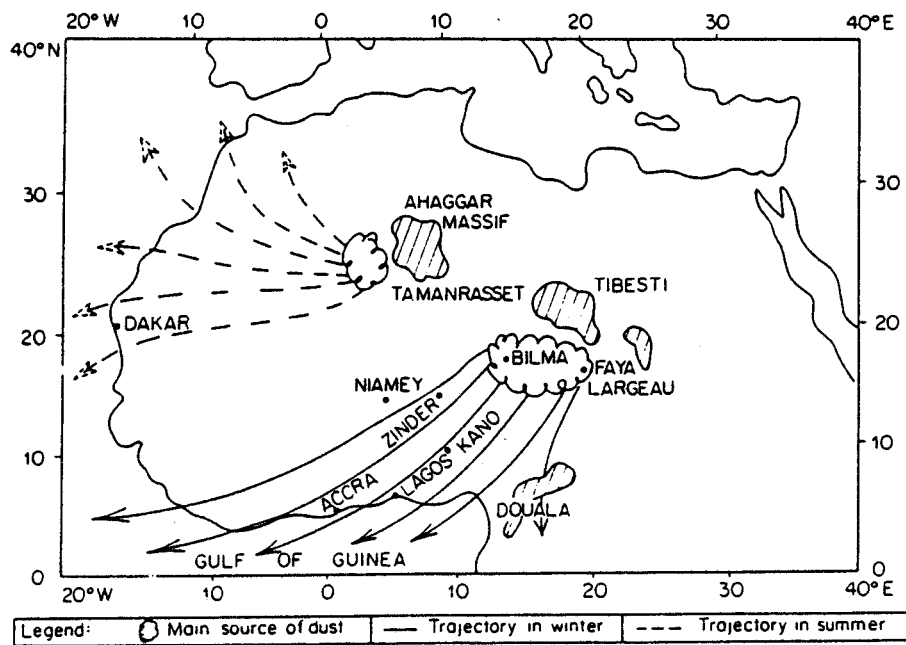 20°W 10 0 10 20 30 40°E
40°N
30 30
AHAGGAR
MASSIF
TAMANRASSET
TIBESTI
DAKAR
20 20
BILMA
FAYA
LARGEAU
NIAMEY
ZINDER
KANO
10 10
LAGOS
ACCRA
DOUALA
GULF OF GUINEA
0 0
20°W 10 0 10 20 30 40°E
Legend: Main source of dust Trajectory in winter Trajectory in summer